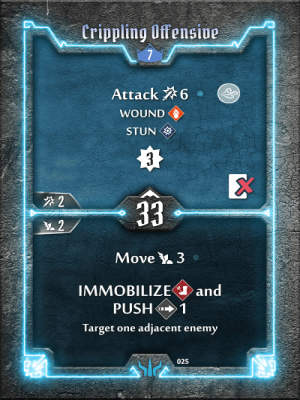 Crippling Offensive
7
Attack 6
WOUND
STUN
3
2
33
2
Move 3
IMMOBILIZE and
PUSH 1
Target one adjacent enemy
025